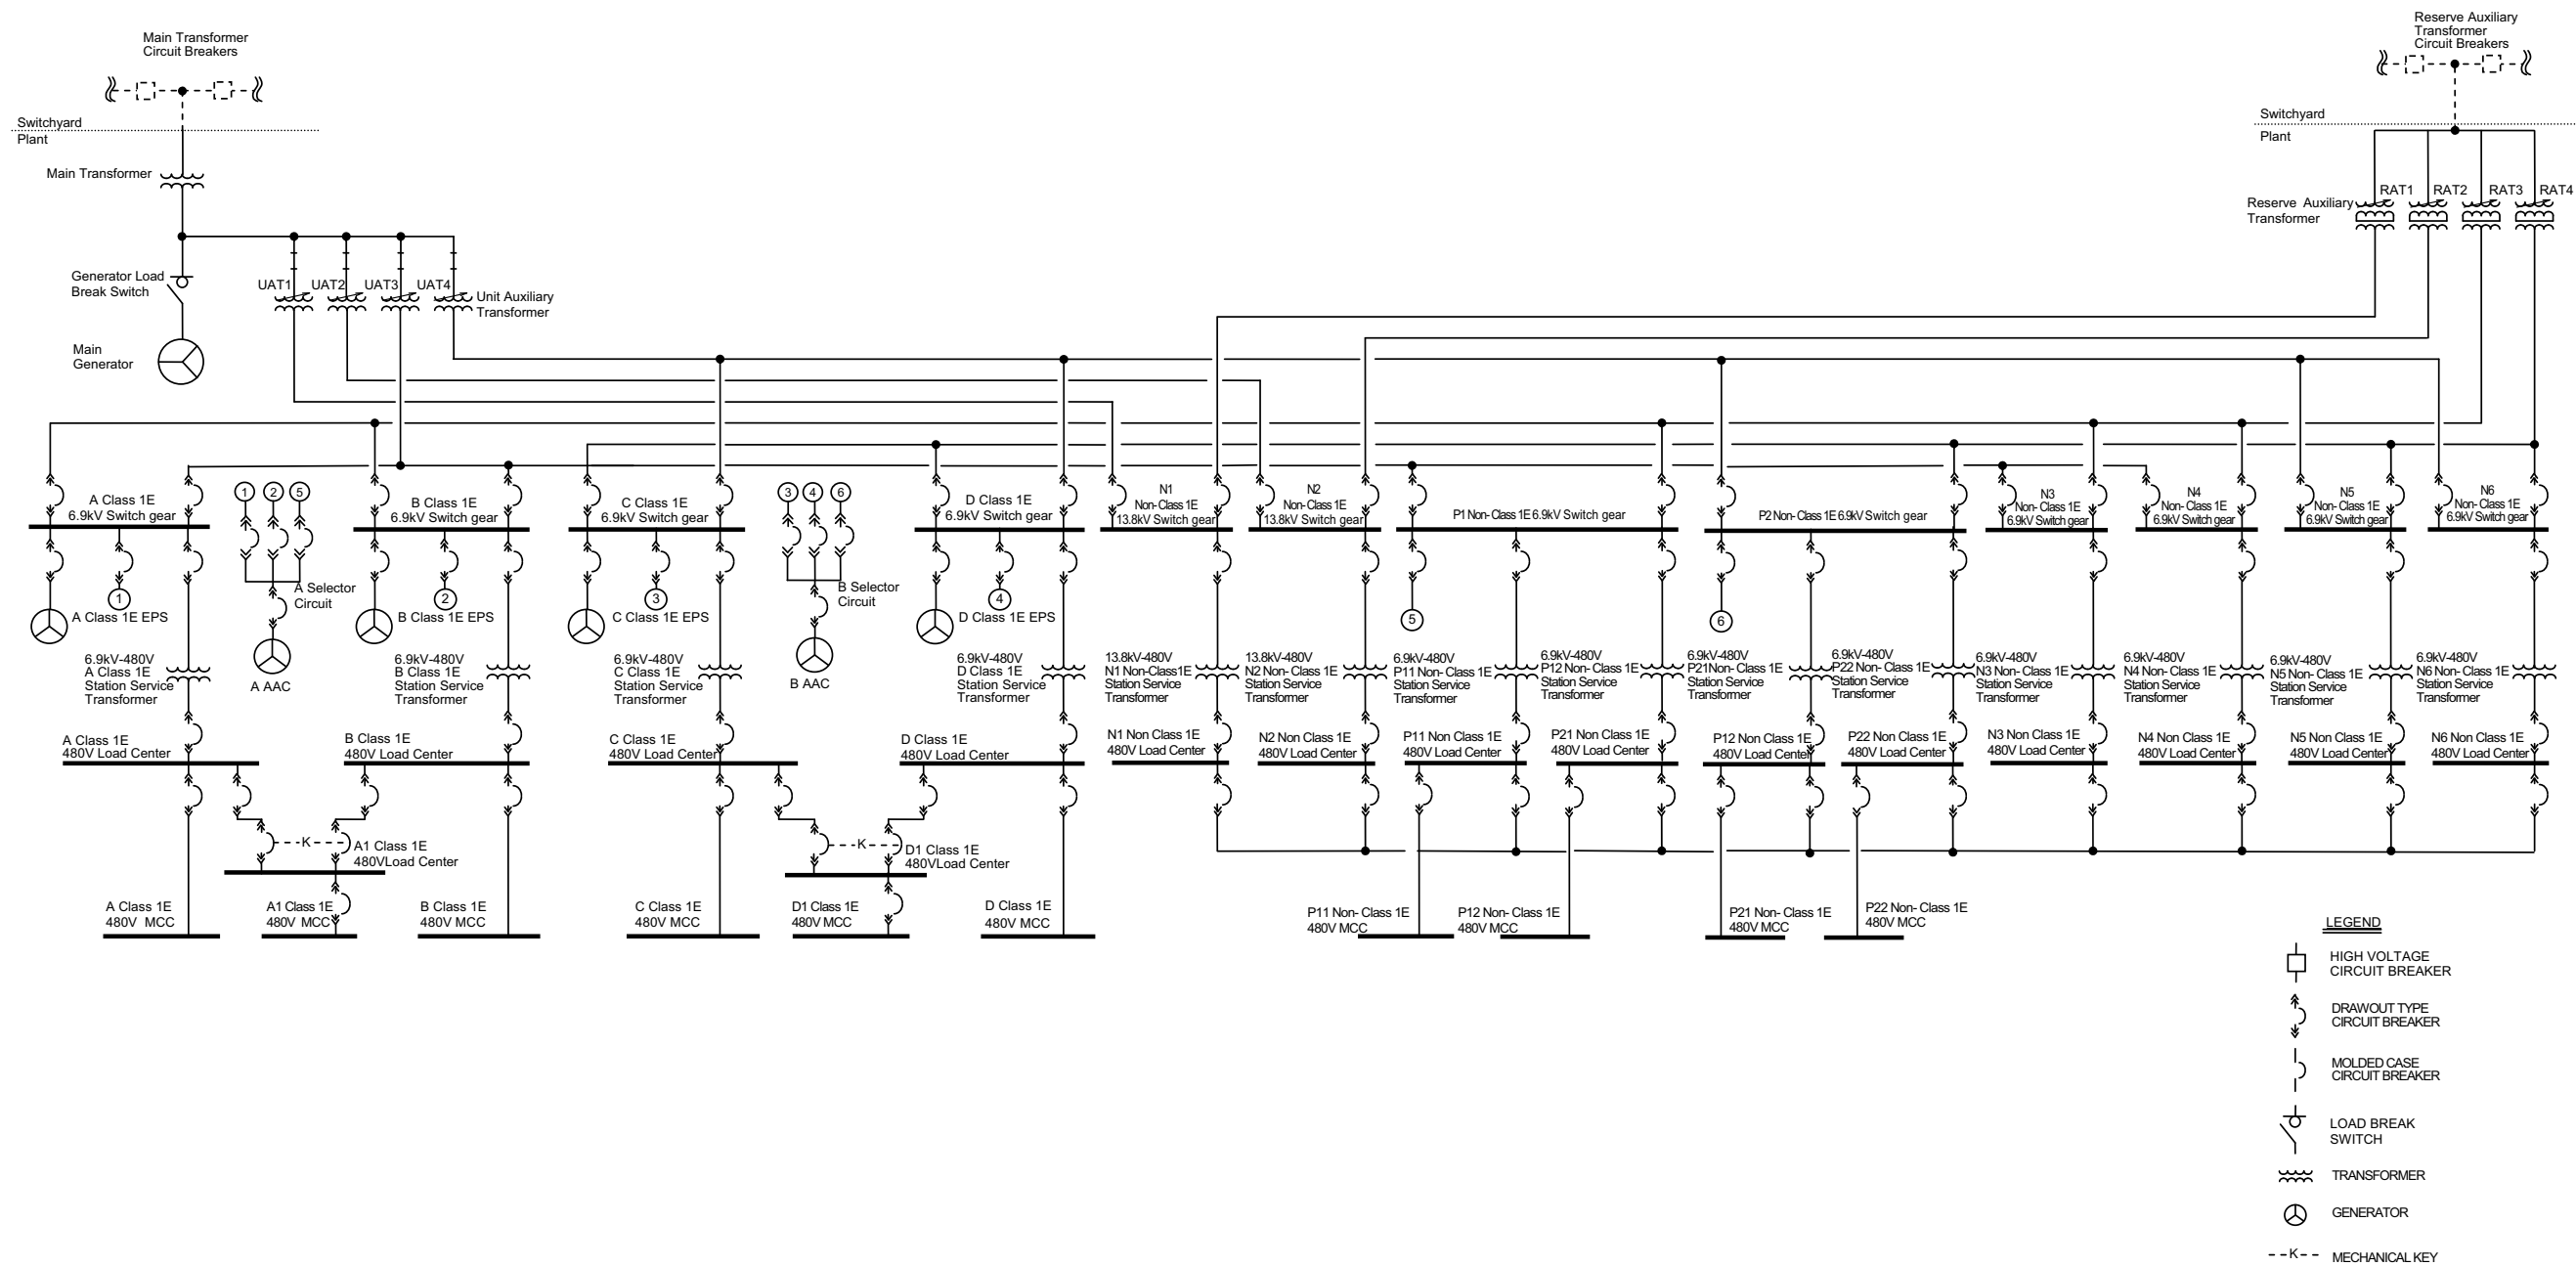 Main Transformer
Circuit Breakers
Reserve Auxiliary
Transformer
Circuit Breakers
Switchyard
Plant
Switchyard
Plant
Main Transformer
RAT1
RAT2
RAT3
RAT4
Reserve Auxiliary
Transformer
Generator Load
Break Switch
UAT1
UAT2
UAT3
UAT4
Unit Auxiliary
Transformer
Main
Generator
A Class 1E
6.9kV Switch gear
1
2
5
B Class 1E
6.9kV Switch gear
C Class 1E
6.9kV Switch gear
3
4
6
D Class 1E
6.9kV Switch gear
N1
Non-Class 1E
13.8kV Switch gear
N2
Non-Class 1E
13.8kV Switch gear
P1 Non-Class 1E 6.9kV Switch gear
P2 Non-Class 1E 6.9kV Switch gear
N3
Non-Class 1E
6.9kV Switch gear
N4
Non-Class 1E
6.9kV Switch gear
N5
Non-Class 1E
6.9kV Switch gear
N6
Non-Class 1E
6.9kV Switch gear
A Selector
Circuit
B Selector
Circuit
1
2
3
4
5
6
A Class 1E EPS
B Class 1E EPS
C Class 1E EPS
D Class 1E EPS
A AAC
B AAC
6.9kV-480V
A Class 1E
Station Service
Transformer
6.9kV-480V
B Class 1E
Station Service
Transformer
6.9kV-480V
C Class 1E
Station Service
Transformer
6.9kV-480V
D Class 1E
Station Service
Transformer
13.8kV-480V
N1 Non-Class1E
Station Service
Transformer
13.8kV-480V
N2 Non- Class 1E
Station Service
Transformer
6.9kV-480V
P11 Non-Class 1E
Station Service
Transformer
6.9kV-480V
P12 Non-Class 1E
Station Service
Transformer
6.9kV-480V
P21Non-Class 1E
Station Service
Transformer
6.9kV-480V
P22 Non- Class 1E
Station Service
Transformer
6.9kV-480V
N3 Non-Class 1E
Station Service
Transformer
6.9kV-480V
N4 Non- Class 1E
Station Service
Transformer
6.9kV-480V
N5 Non- Class 1E
Station Service
Transformer
6.9kV-480V
N6 Non-Class 1E
Station Service
Transformer
A Class 1E
480V Load Center
B Class 1E
480V Load Center
C Class 1E
480V Load Center
D Class 1E
480V Load Center
N1 Non Class 1E
480V Load Center
N2 Non Class 1E
480V Load Center
P11 Non Class 1E
480V Load Center
P21 Non Class 1E
480V Load Center
P12 Non Class 1E
480V Load Center
P22 Non Class 1E
480V Load Center
N3 Non Class 1E
480V Load Center
N4 Non Class 1E
480V Load Center
N5 Non Class 1E
480V Load Center
N6 Non Class 1E
480V Load Center
K
A1 Class 1E
480VLoad Center
K
D1 Class 1E
480VLoad Center
A Class 1E
480V MCC
A1 Class 1E
480V MCC
B Class 1E
480V MCC
C Class 1E
480V MCC
D1 Class 1E
480V MCC
D Class 1E
480V MCC
P11 Non- Class 1E
480V MCC
P12 Non- Class 1E
480V MCC
P21 Non- Class 1E
480V MCC
P22 Non- Class 1E
480V MCC
LEGEND
HIGH VOLTAGE
CIRCUIT BREAKER
DRAWOUT TYPE
CIRCUIT BREAKER
MOLDED CASE
CIRCUIT BREAKER
LOAD BREAK
SWITCH
TRANSFORMER
GENERATOR
K MECHANICAL KEY